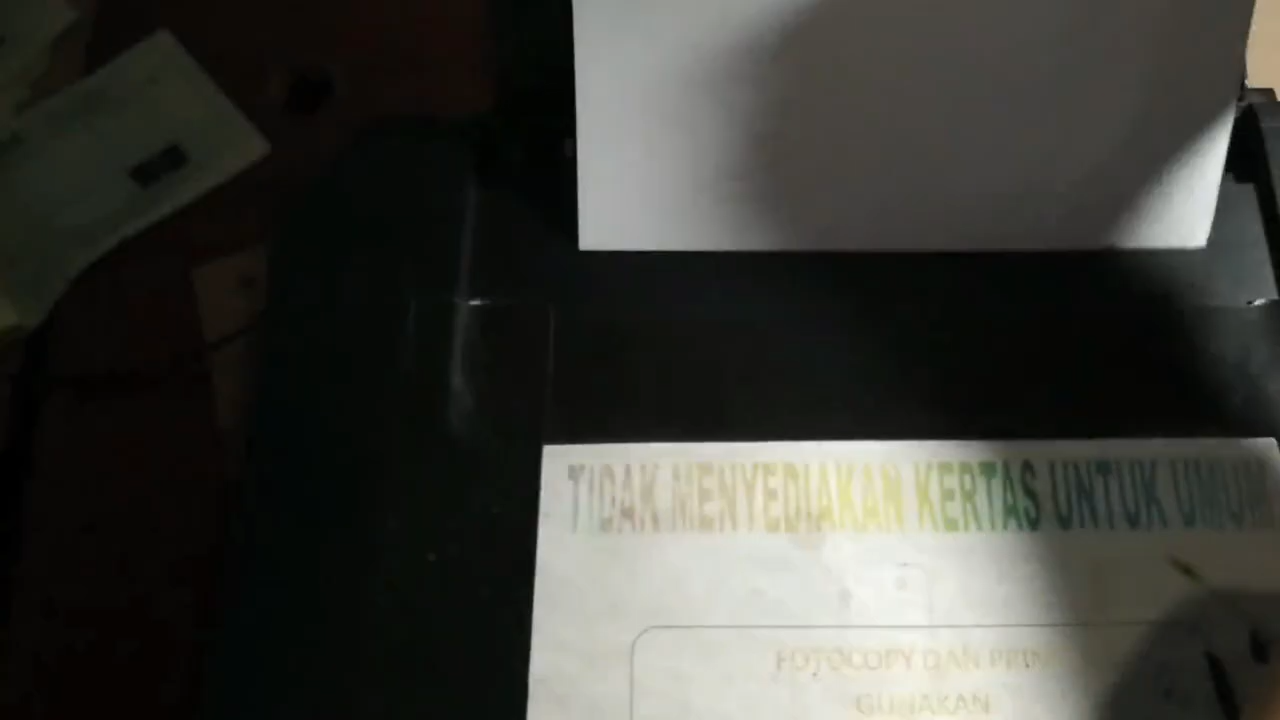 TIDAK MENYEDIAKAN KERTAS UNTUK UMUM
FOTOCOPY DAN PRINT
GUNAKAN